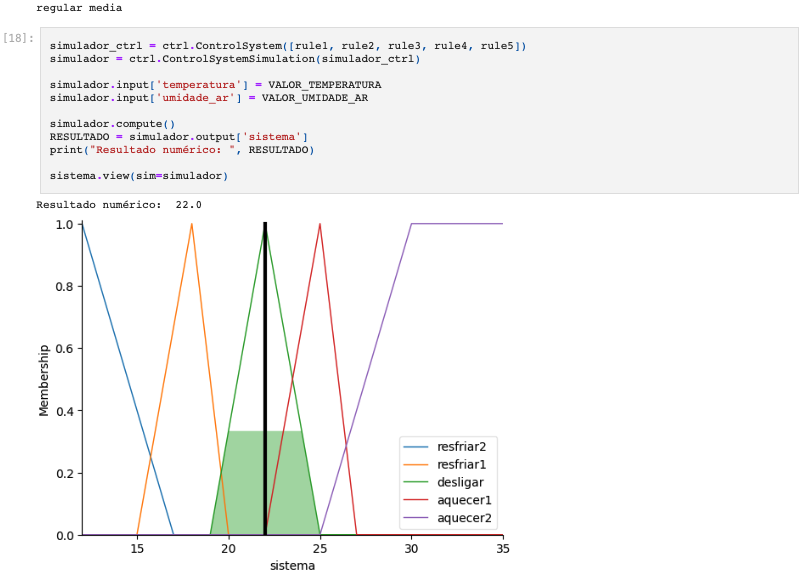 regular media
[18]:
simulador_ctrl = ctrl.ControlSystem([rule1, rule2, rule3, rule4, rule5])
simulador = ctrl.ControlSystemSimulation(simulador_ctrl)
simulador.input['temperatura'] = VALOR_TEMPERATURA
simulador.input['umidade_ar'] = VALOR_UMIDADE_AR
simulador.compute()
RESULTADO = simulador.output['sistema']
print("Resultado numérico: ", RESULTADO)
sistema.view(sim=simulador)
Resultado numérico:  22.0
1.0
0.8
0.6
0.4
0.2
0.0
Membership
resfriar2
resfriar1
desligar
aquecer1
aquecer2
15 20 25 30 35
sistema